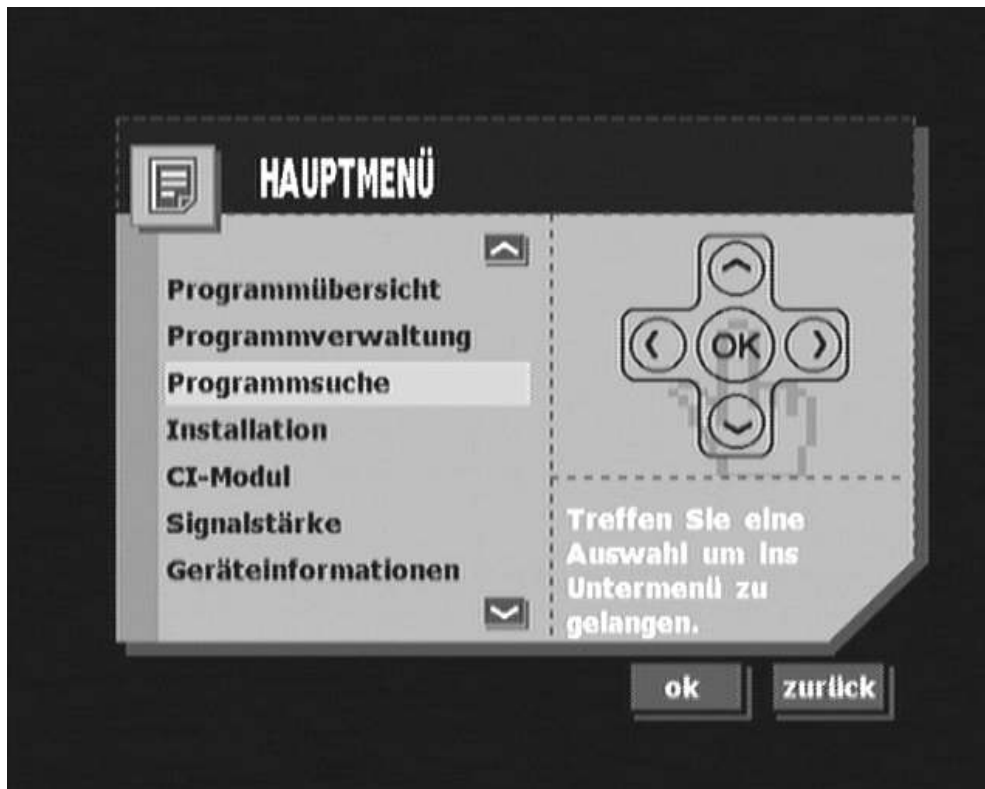 HAUPTMENÜ
Programmübersicht
Programmverwaltung
Programmsuche
Installation
CI-Modul
Signalstärke
Geräteinformationen
OK
Treffen Sie eine
Auswahl um ins
Untermenü zu
gelangen.
ok
zurück